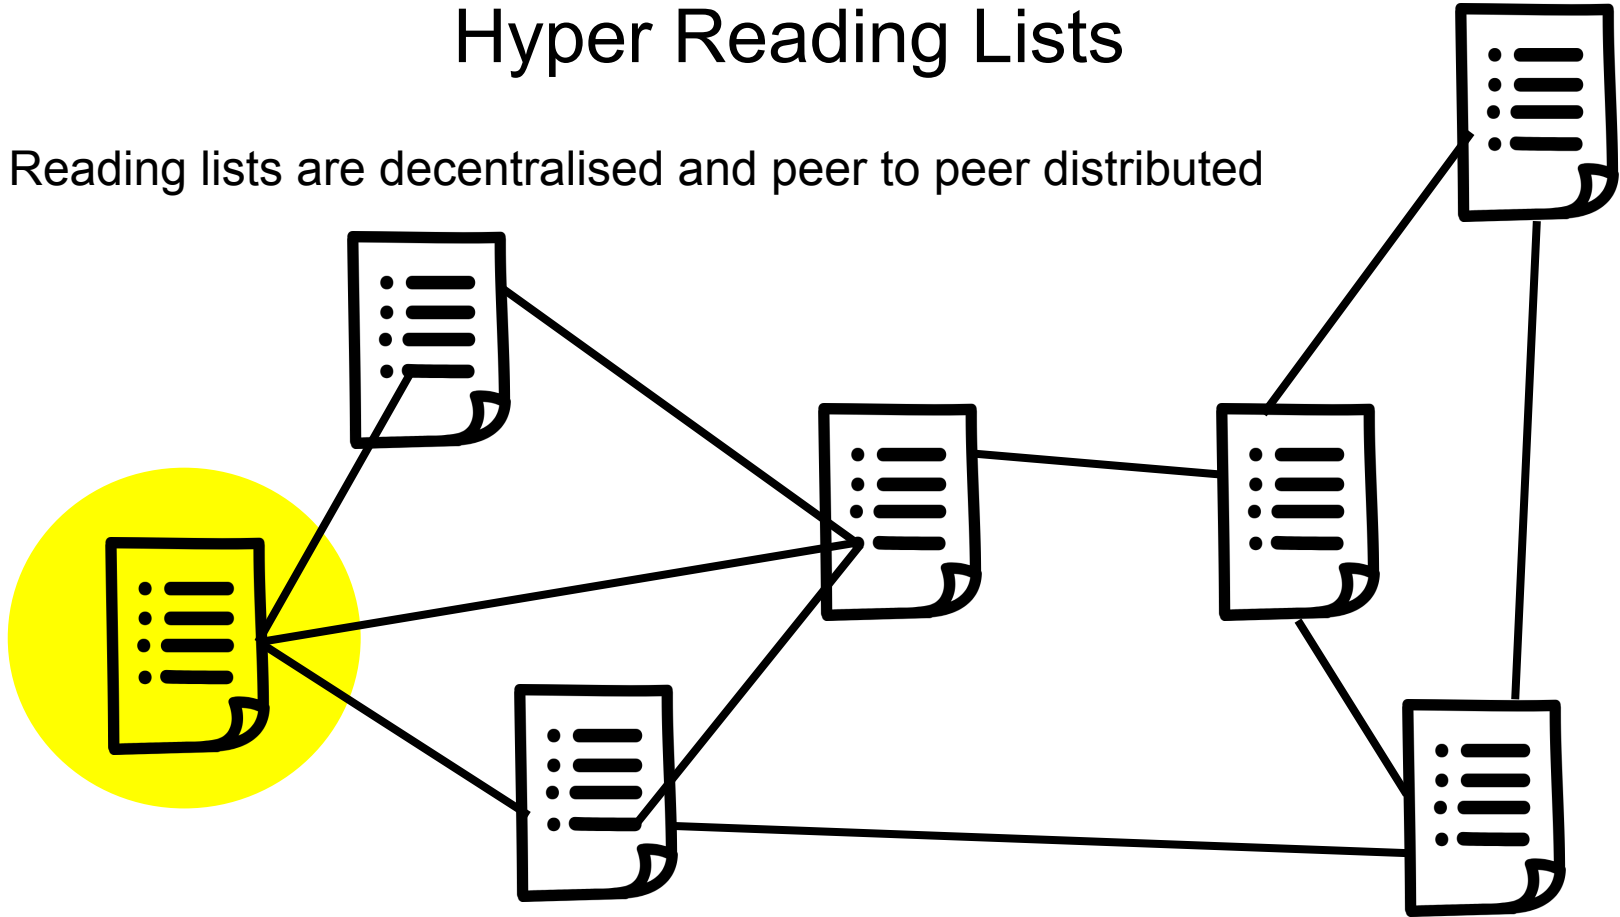 Hyper Reading Lists
Reading lists are decentralised and peer to peer distributed